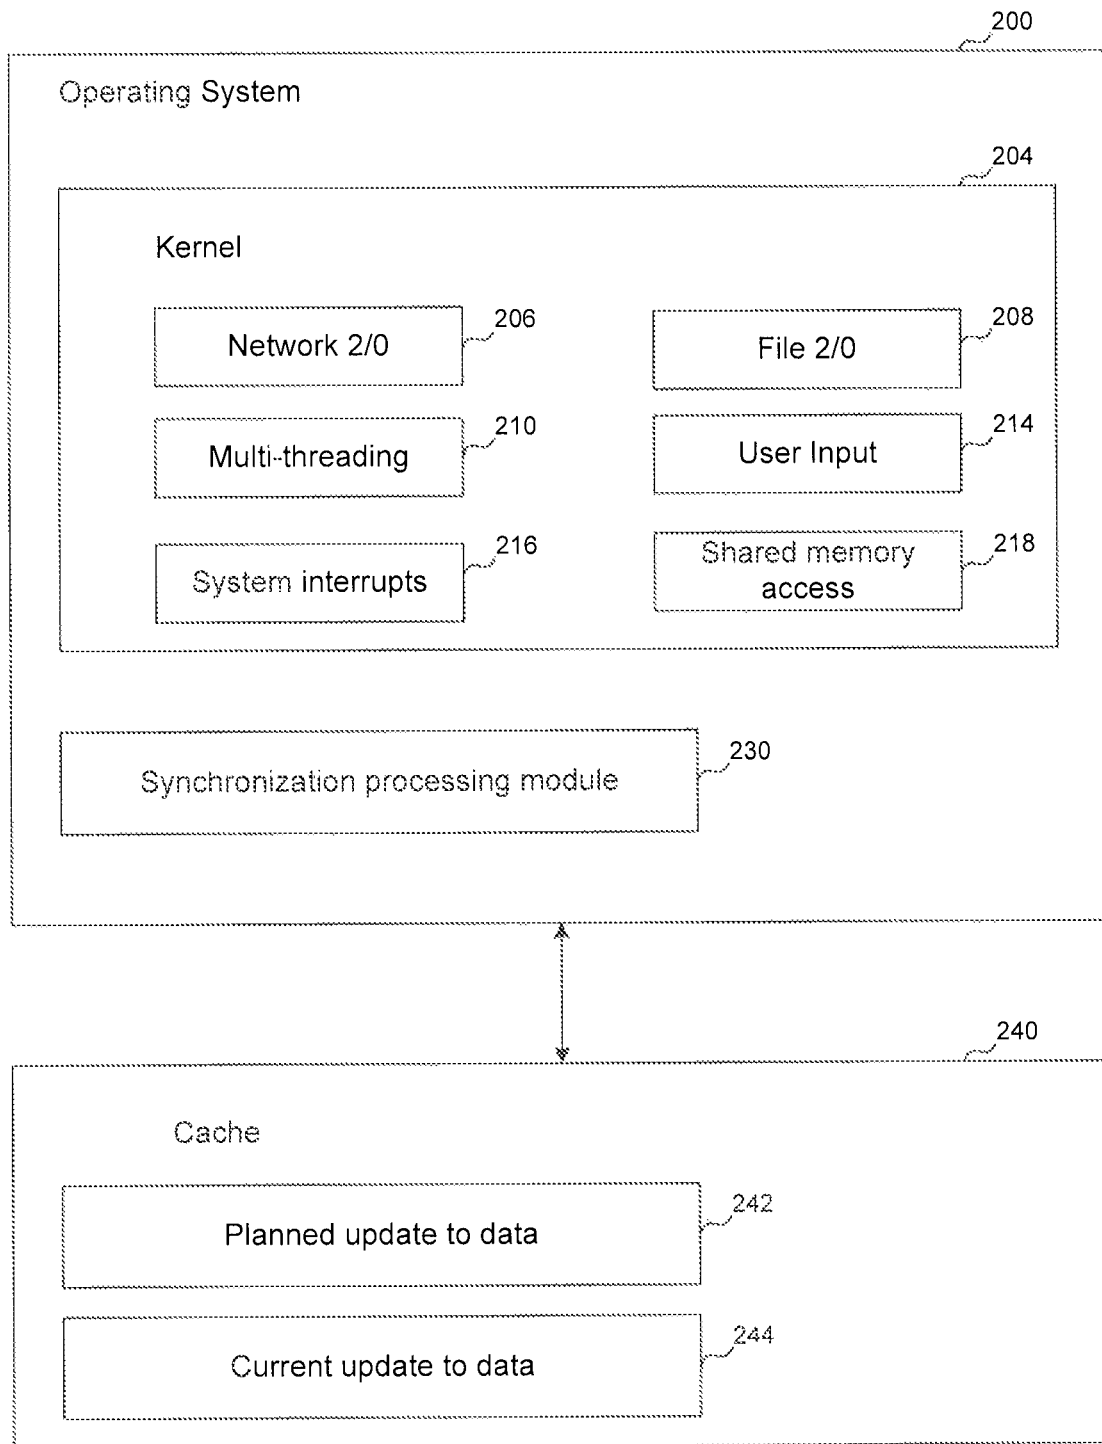 200
Operating System
204
Kernel
Network 2/0
206
File 2/0
208
Multi-threading
210
User Input
214
System interrupts
216
Shared memory
access
218
Synchronization processing module
230
240
Cache
Planned update to data
242
Current update to data
244